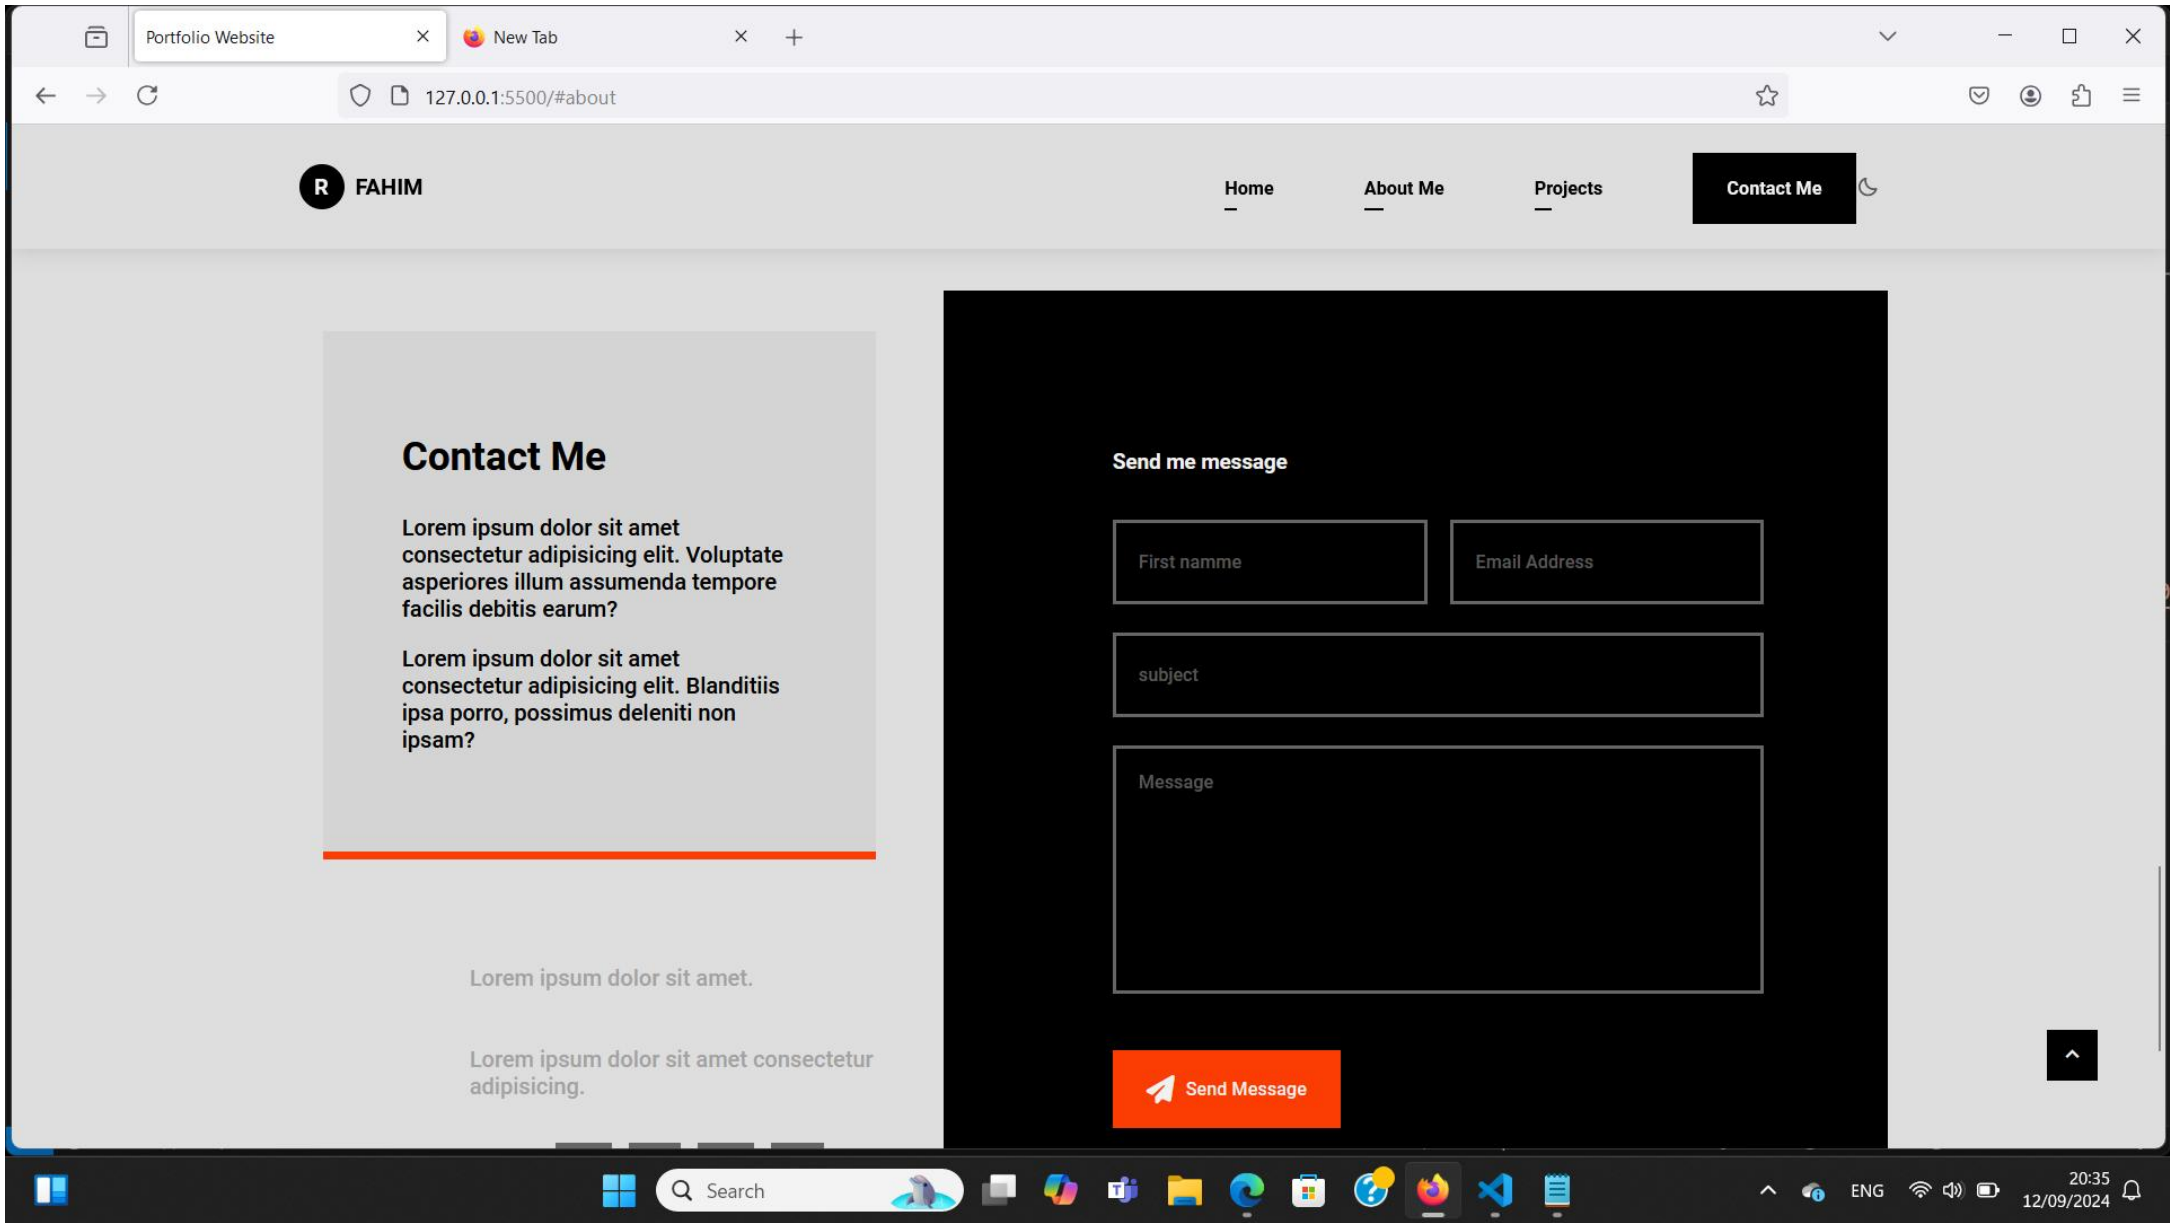 Portfolio Website
New Tab
127.0.0.1:5500/#about
R FAHIM
Home
About Me
Projects
Contact Me
Contact Me
Lorem ipsum dolor sit amet
consectetur adipisicing elit. Voluptate
asperiores illum assumenda tempore
facilis debitis earum?
Lorem ipsum dolor sit amet
consectetur adipisicing elit. Blanditiis
ipsa porro, possimus deleniti non
ipsam?
Lorem ipsum dolor sit amet.
Lorem ipsum dolor sit amet consectetur
adipisicing.
Send me message
First namme
Email Address
subject
Message
Send Message
Search
ENG
20:35
12/09/2024